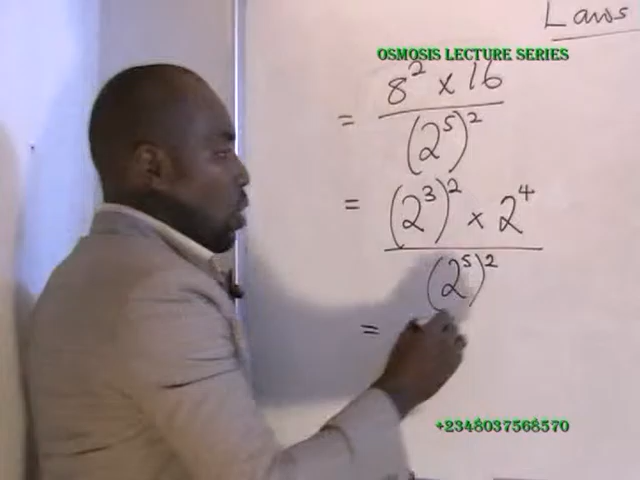 Laws
OSMOSIS LECTURE SERIES
= 8² × 16
(2⁵)²
= (2³)² × 2⁴
(2⁵)²
=
+2348037568570